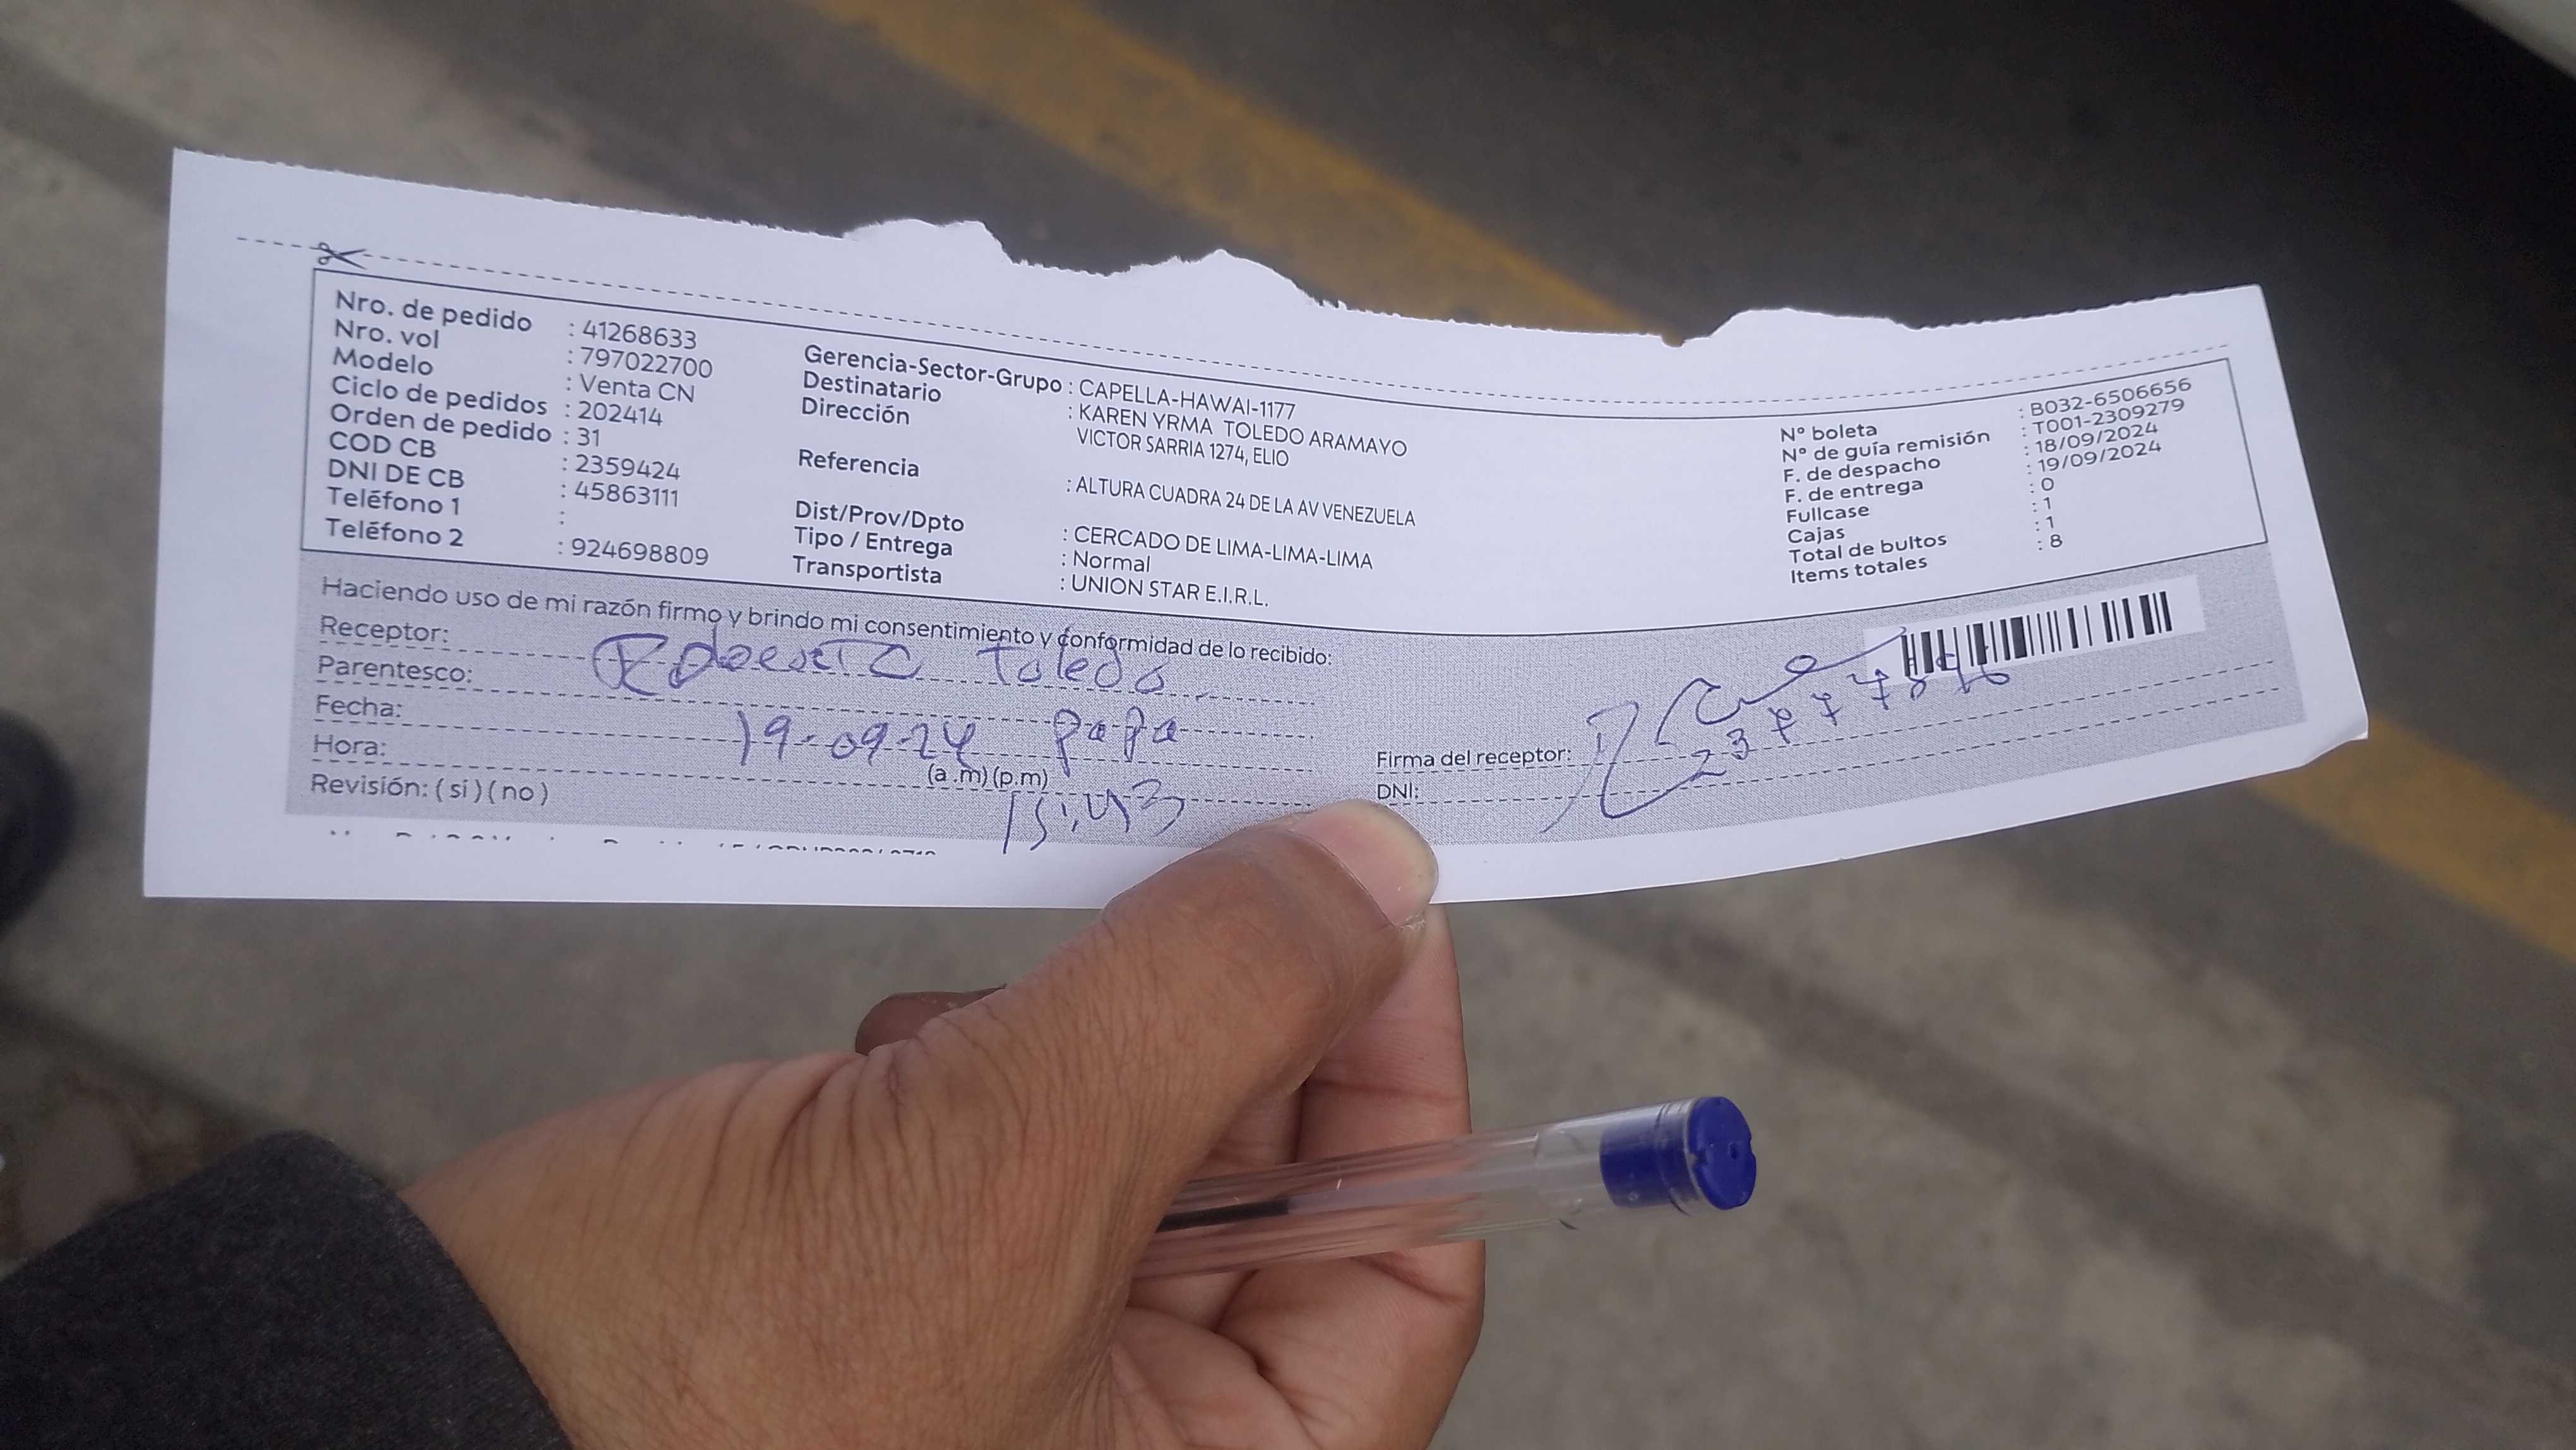 Nro. de pedido : 41268633
Nro. vol : 797022700
Modelo : Venta CN
Ciclo de pedidos : 202414
Orden de pedido : 31
COD CB : 2359424
DNI DE CB : 45863111
Teléfono 1 :
Teléfono 2 : 924698809
Gerencia-Sector-Grupo : CAPELLA-HAWAI-1177
Destinatario : KAREN YRMA TOLEDO ARAMAYO
Dirección VICTOR SARRIA 1274, ELIO
Referencia : ALTURA CUADRA 24 DE LA AV VENEZUELA
Dist/Prov/Dpto : CERCADO DE LIMA-LIMA-LIMA
Tipo / Entrega : Normal
Transportista : UNION STAR E.I.R.L.
N° boleta : B032-6506656
N° de guía remisión : T001-2309279
F. de despacho : 18/09/2024
F. de entrega : 19/09/2024
Fullcase : 0
Cajas : 1
Total de bultos : 1
Items totales : 8
Haciendo uso de mi razón firmo y brindo mi consentimiento y conformidad de lo recibido:
Receptor: Toledo
Parentesco: papa
Fecha: 19-09-24
Hora: (a.m)(p.m) 15:43
Revisión: (si)(no)
Firma del receptor:
DNI: